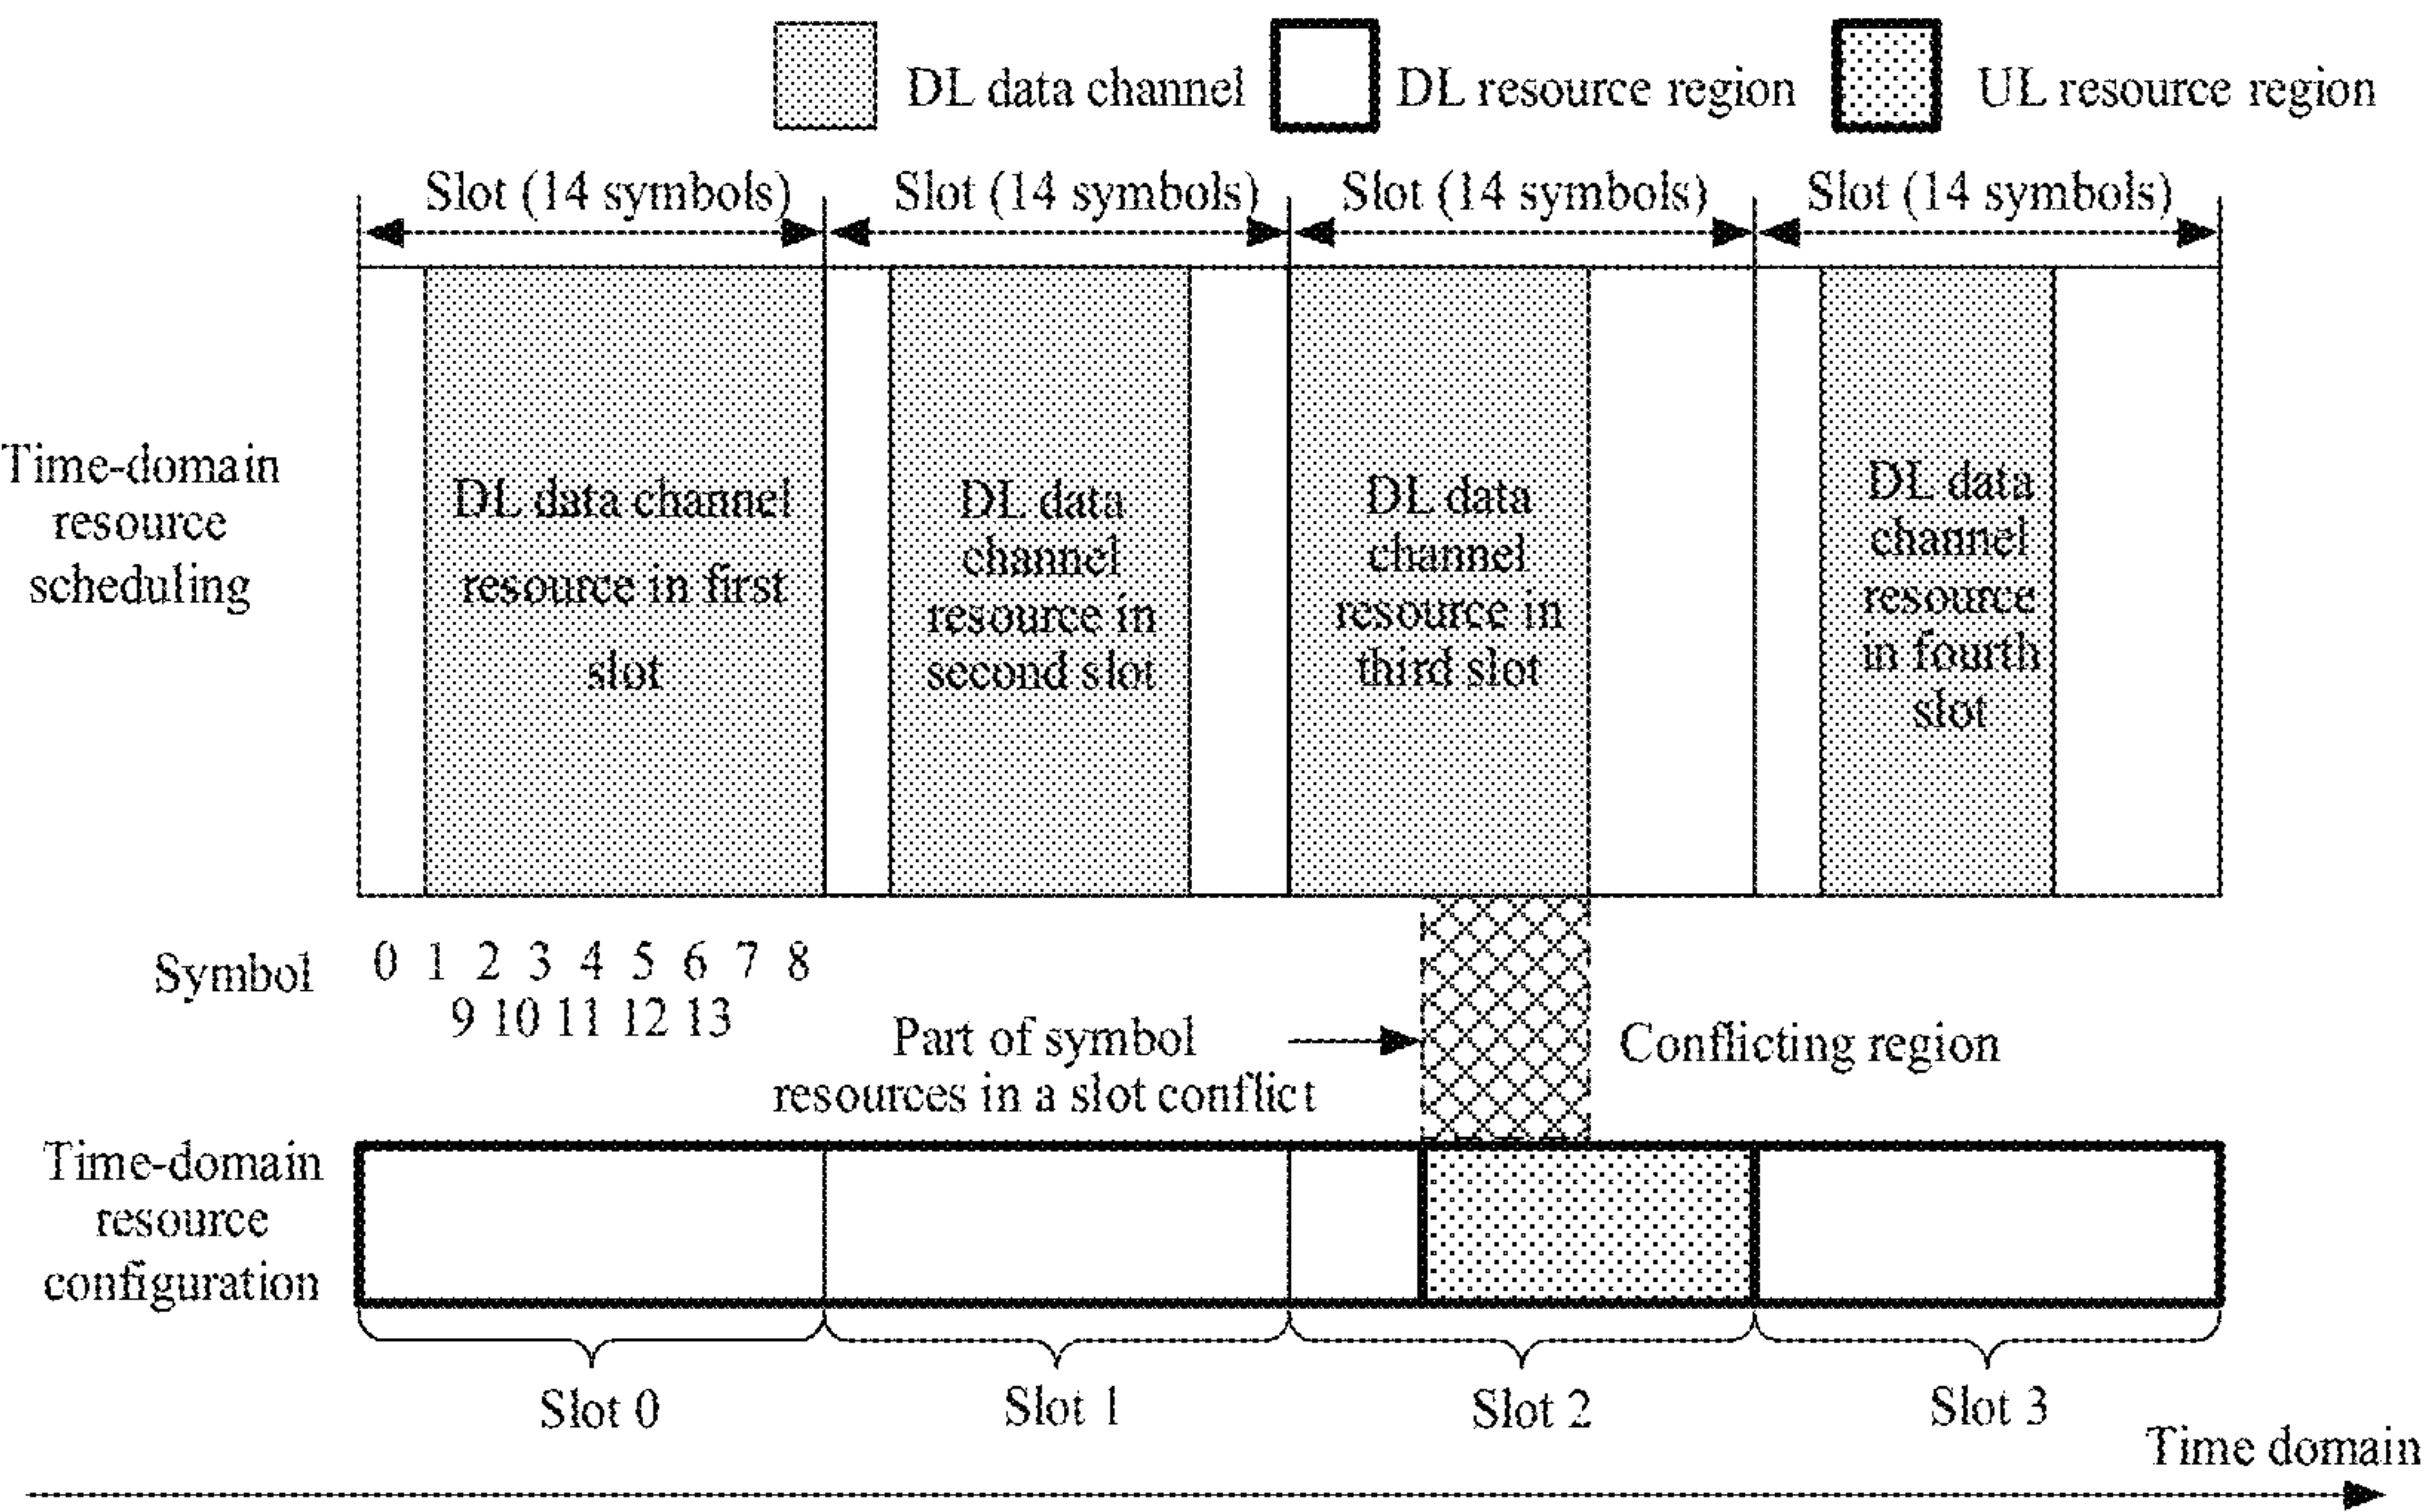 DL data channel
DL resource region
UL resource region
Slot (14 symbols)
Slot (14 symbols)
Slot (14 symbols)
Slot (14 symbols)
Time-domain
resource
scheduling
DL data channel
resource in first
slot
DL data
channel
resource in
second slot
DL data
channel
resource in
third slot
DL data
channel
resource
in fourth
slot
Symbol
0 1 2 3 4 5 6 7 8
9 10 11 12 13
Part of symbol
resources in a slot conflict
Conflicting region
Time-domain
resource
configuration
Slot 0
Slot 1
Slot 2
Slot 3
Time domain